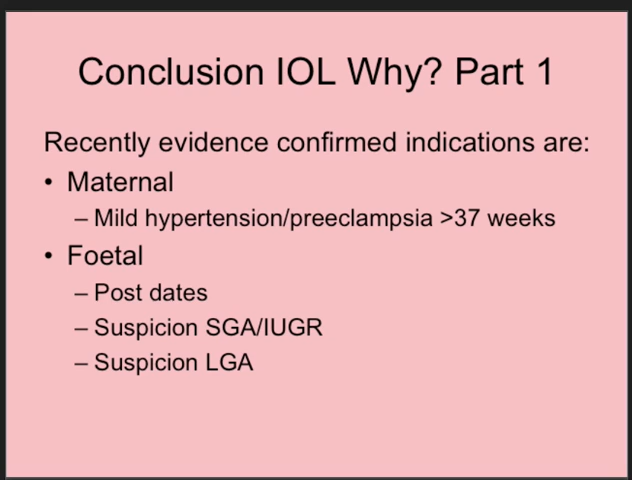 Conclusion IOL Why? Part 1
Recently evidence confirmed indications are:
• Maternal
– Mild hypertension/preeclampsia >37 weeks
• Foetal
– Post dates
– Suspicion SGA/IUGR
– Suspicion LGA